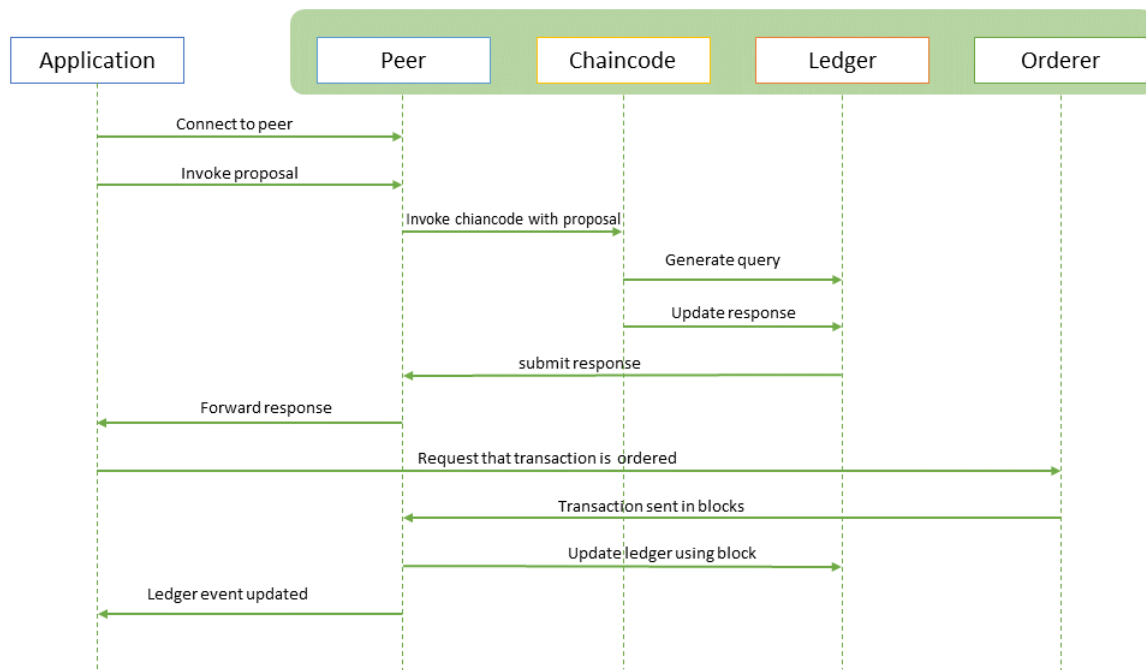 Application
Peer
Chaincode
Ledger
Orderer
Connect to peer
Invoke proposal
Invoke chiancode with proposal
Generate query
Update response
submit response
Forward response
Request that transaction is ordered
Transaction sent in blocks
Update ledger using block
Ledger event updated